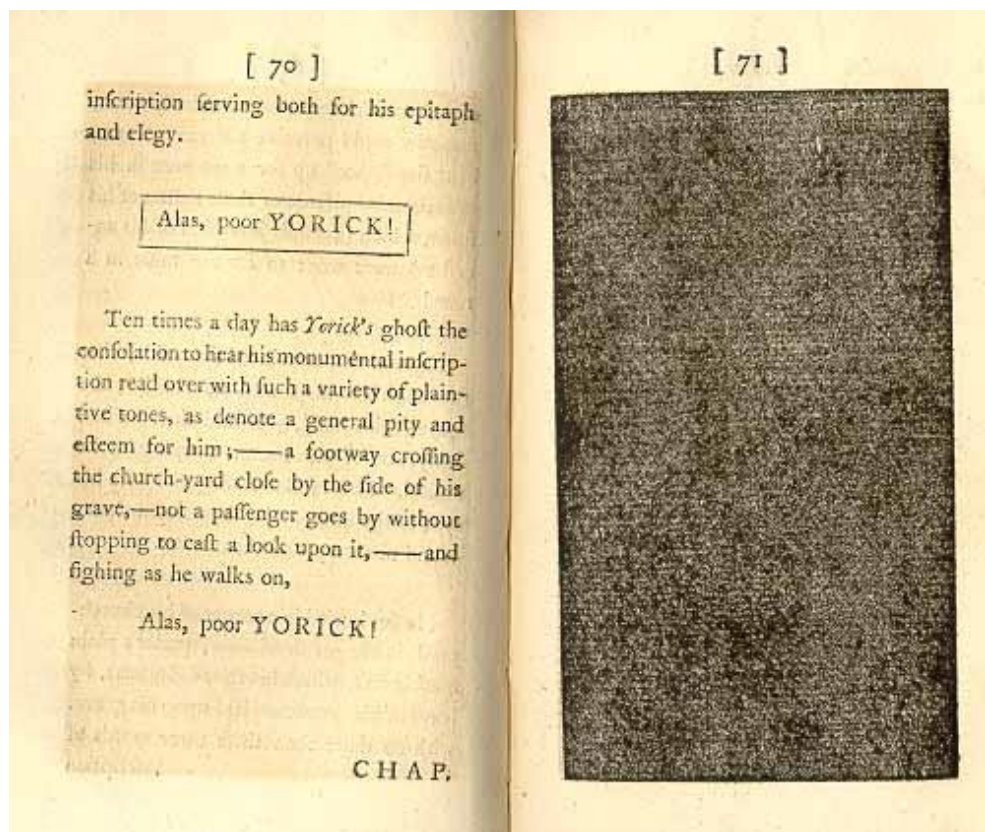 [ 70 ]
inſcription ſerving both for his epitaph
and elegy.
Alas, poor YORICK!
Ten times a day has Yorick's ghoſt the
conſolation to hear his monumental inſcrip-
tion read over with ſuch a variety of plain-
tive tones, as denote a general pity and
eſteem for him;——a footway croſſing
the church-yard cloſe by the ſide of his
grave,—not a paſſenger goes by without
ſtopping to caſt a look upon it,——and
ſighing as he walks on,
Alas, poor YORICK!
CHAP.
[ 71 ]